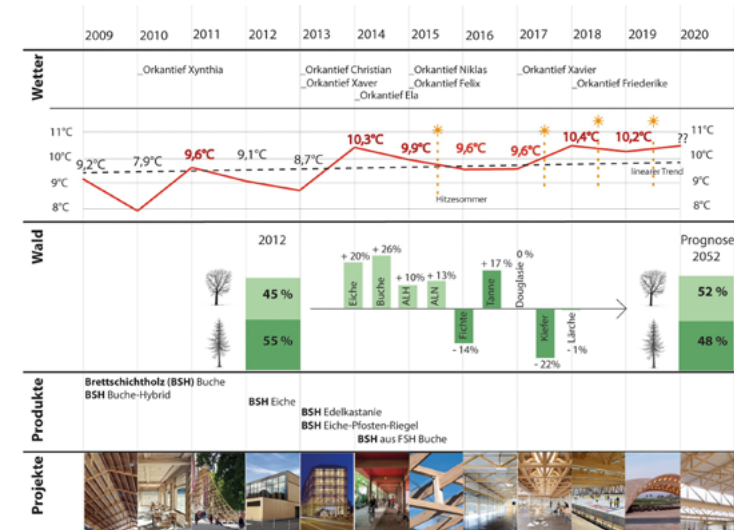 2009 2010 2011 2012 2013 2014 2015 2016 2017 2018 2019 2020
Wetter
_Orkantief Xynthia _Orkantief Christian _Orkantief Niklas _Orkantief Xavier
_Orkantief Xaver _Orkantief Felix _Orkantief Friederike
_Orkantief Ela
11°C 11°C
10°C 10°C
9°C 9°C
8°C 8°C
9,2°C 7,9°C 9,6°C 9,1°C 8,7°C 10,3°C 9,9°C 9,6°C 9,6°C 10,4°C 10,2°C ??
linearer Trend
Hitzesommer
Wald
2012
45 %
55 %
+ 20% + 26% + 10% + 13% - 14% + 17 % 0 % - 22% - 1%
Eiche Buche ALH ALN Fichte Tanne Douglasie Kiefer Lärche
Prognose
2052
52 %
48 %
Produkte
Brettschichtholz (BSH) Buche
BSH Buche-Hybrid
BSH Eiche
BSH Edelkastanie
BSH Eiche-Pfosten-Riegel
BSH aus FSH Buche
Projekte